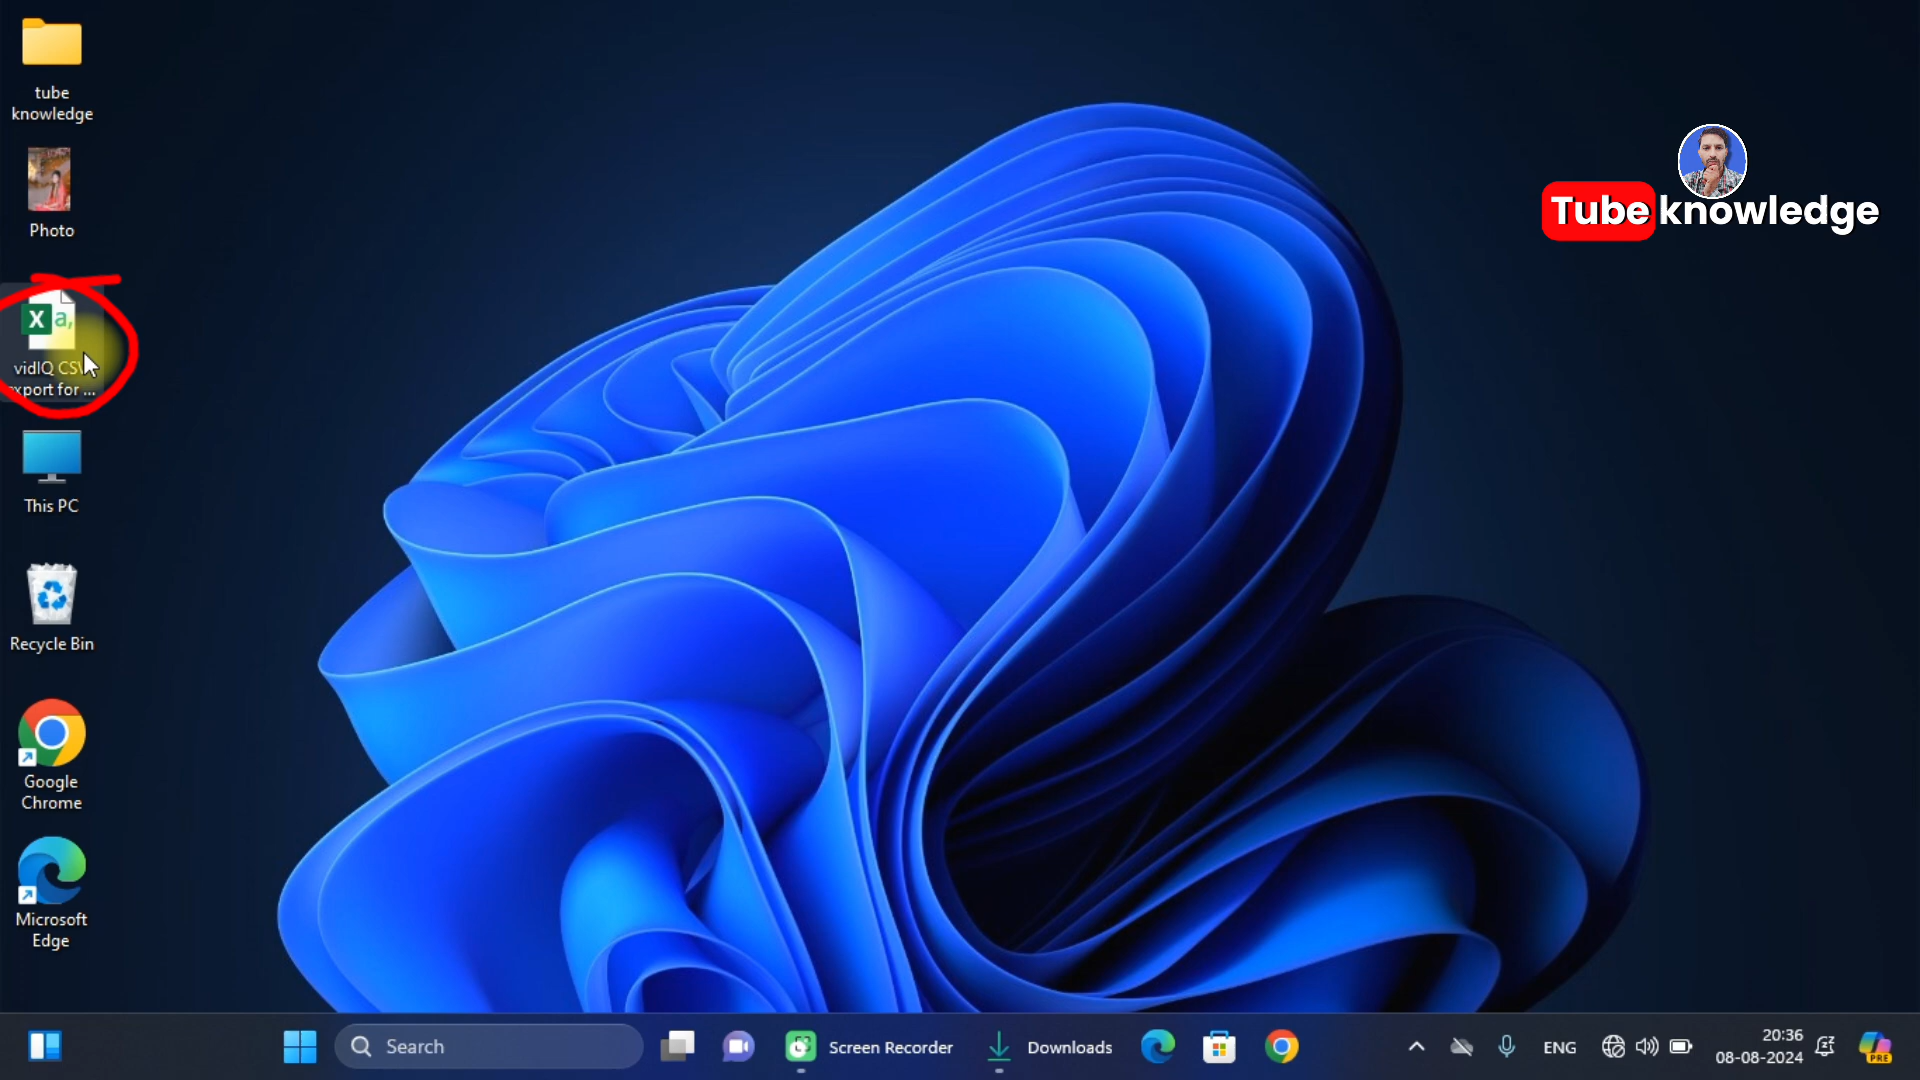 tube
knowledge
Photo
vidIQ CSV
export for ...
This PC
Recycle Bin
Google
Chrome
Microsoft
Edge
Tube knowledge
Search
Screen Recorder
Downloads
ENG
20:36
08-08-2024
PRE